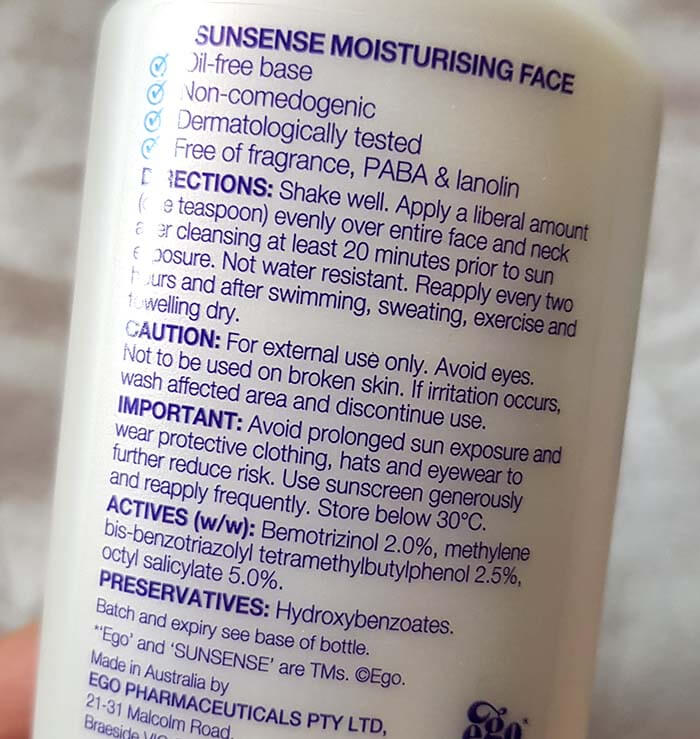 SUNSENSE MOISTURISING FACE
Oil-free base
Non-comedogenic
Dermatologically tested
Free of fragrance, PABA & lanolin
DIRECTIONS: Shake well. Apply a liberal amount
(one teaspoon) evenly over entire face and neck
after cleansing at least 20 minutes prior to sun
exposure. Not water resistant. Reapply every two
hours and after swimming, sweating, exercise and
towelling dry.
CAUTION: For external use only. Avoid eyes.
Not to be used on broken skin. If irritation occurs,
wash affected area and discontinue use.
IMPORTANT: Avoid prolonged sun exposure and
wear protective clothing, hats and eyewear to
further reduce risk. Use sunscreen generously
and reapply frequently. Store below 30°C.
ACTIVES (w/w): Bemotrizinol 2.0%, methylene
bis-benzotriazolyl tetramethylbutylphenol 2.5%,
octyl salicylate 5.0%.
PRESERVATIVES: Hydroxybenzoates.
Batch and expiry see base of bottle.
*'Ego' and 'SUNSENSE' are TMs. ©Ego.
Made in Australia by
EGO PHARMACEUTICALS PTY LTD,
21-31 Malcolm Road,
Braeside VIC
ego*